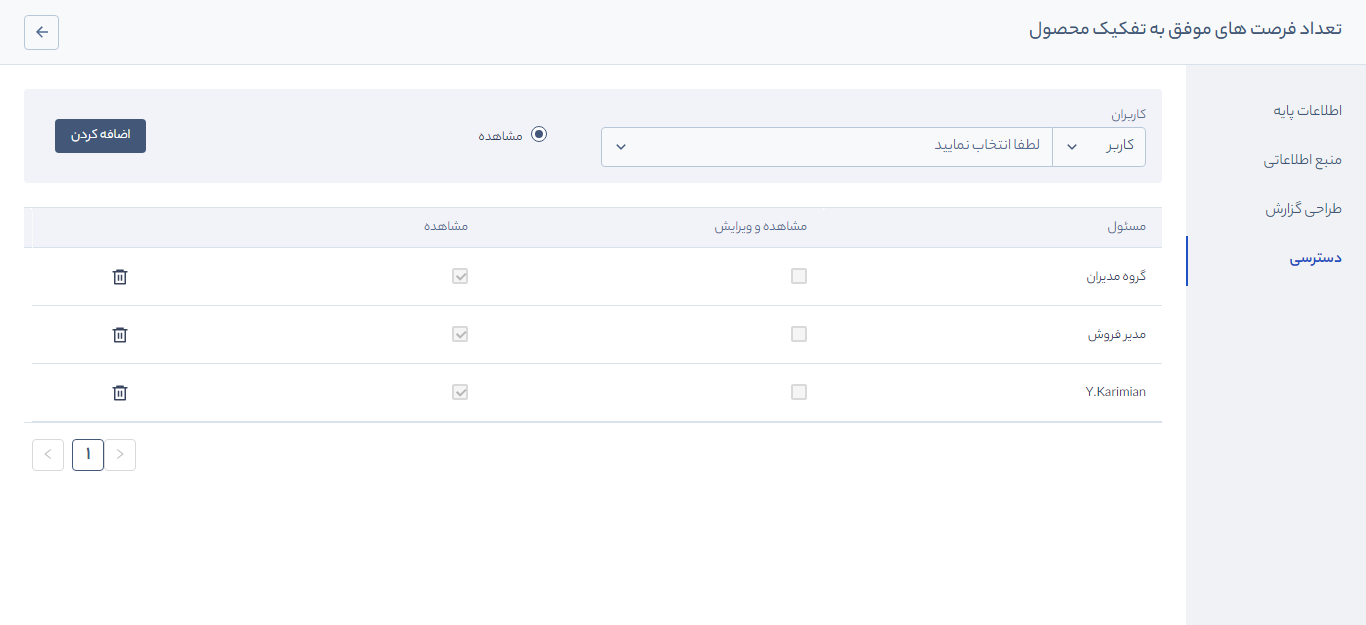 تعداد فرصت های موفق به تفکیک محصول
اطلاعات پایه
منبع اطلاعاتی
طراحی گزارش
دسترسی
کاربران
کاربر
لطفا انتخاب نمایید
مشاهده
اضافه کردن
مسئول مشاهده و ویرایش مشاهده
گروه مدیران
مدیر فروش
Y.Karimian
۱